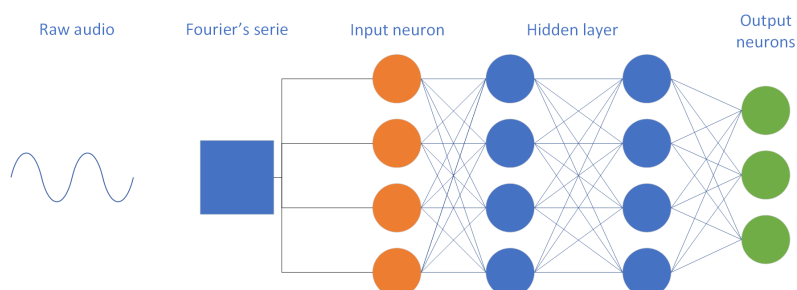 Raw audio
Fourier's serie
Input neuron
Hidden layer
Output
neurons